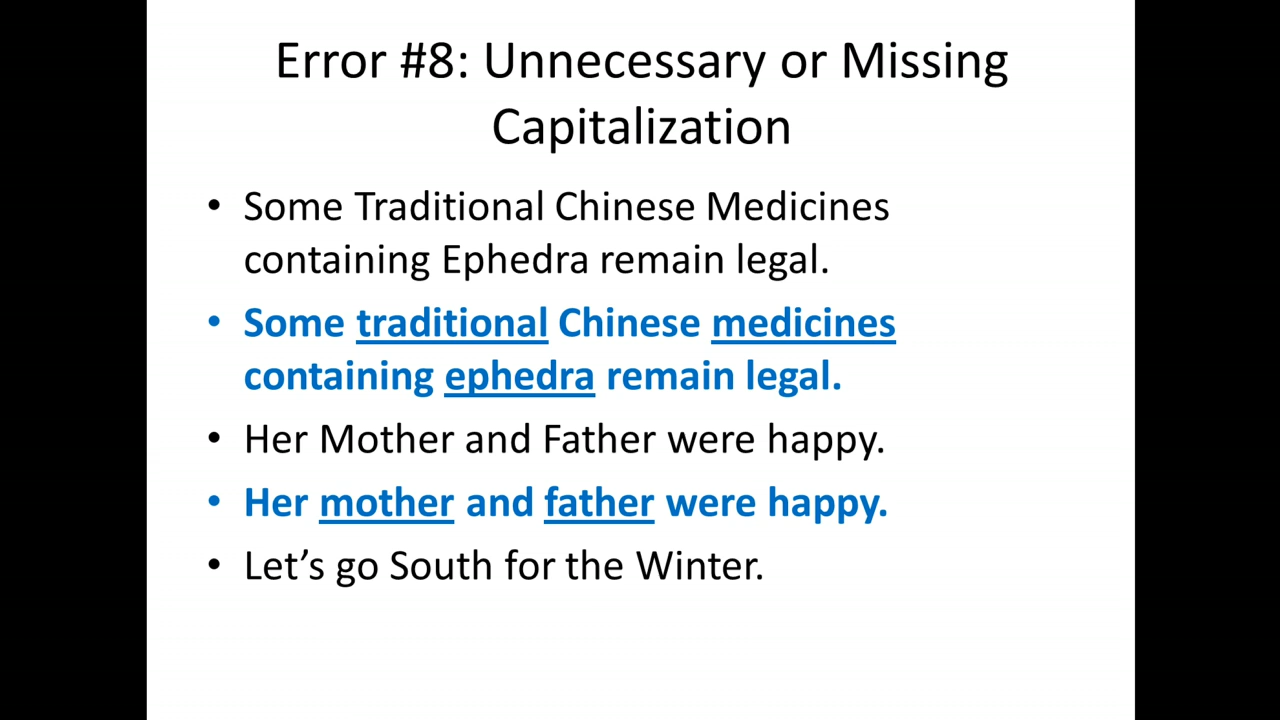 Error #8: Unnecessary or Missing
Capitalization
• Some Traditional Chinese Medicines
containing Ephedra remain legal.
• Some traditional Chinese medicines
containing ephedra remain legal.
• Her Mother and Father were happy.
• Her mother and father were happy.
• Let’s go South for the Winter.